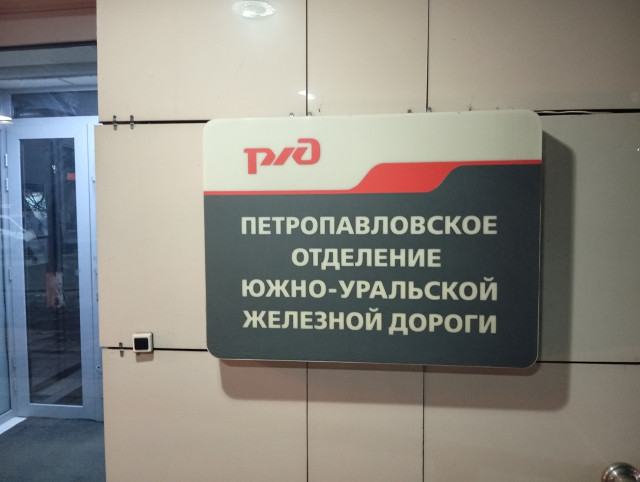 РЖД
ПЕТРОПАВЛОВСКОЕ
ОТДЕЛЕНИЕ
ЮЖНО-УРАЛЬСКОЙ
ЖЕЛЕЗНОЙ ДОРОГИ